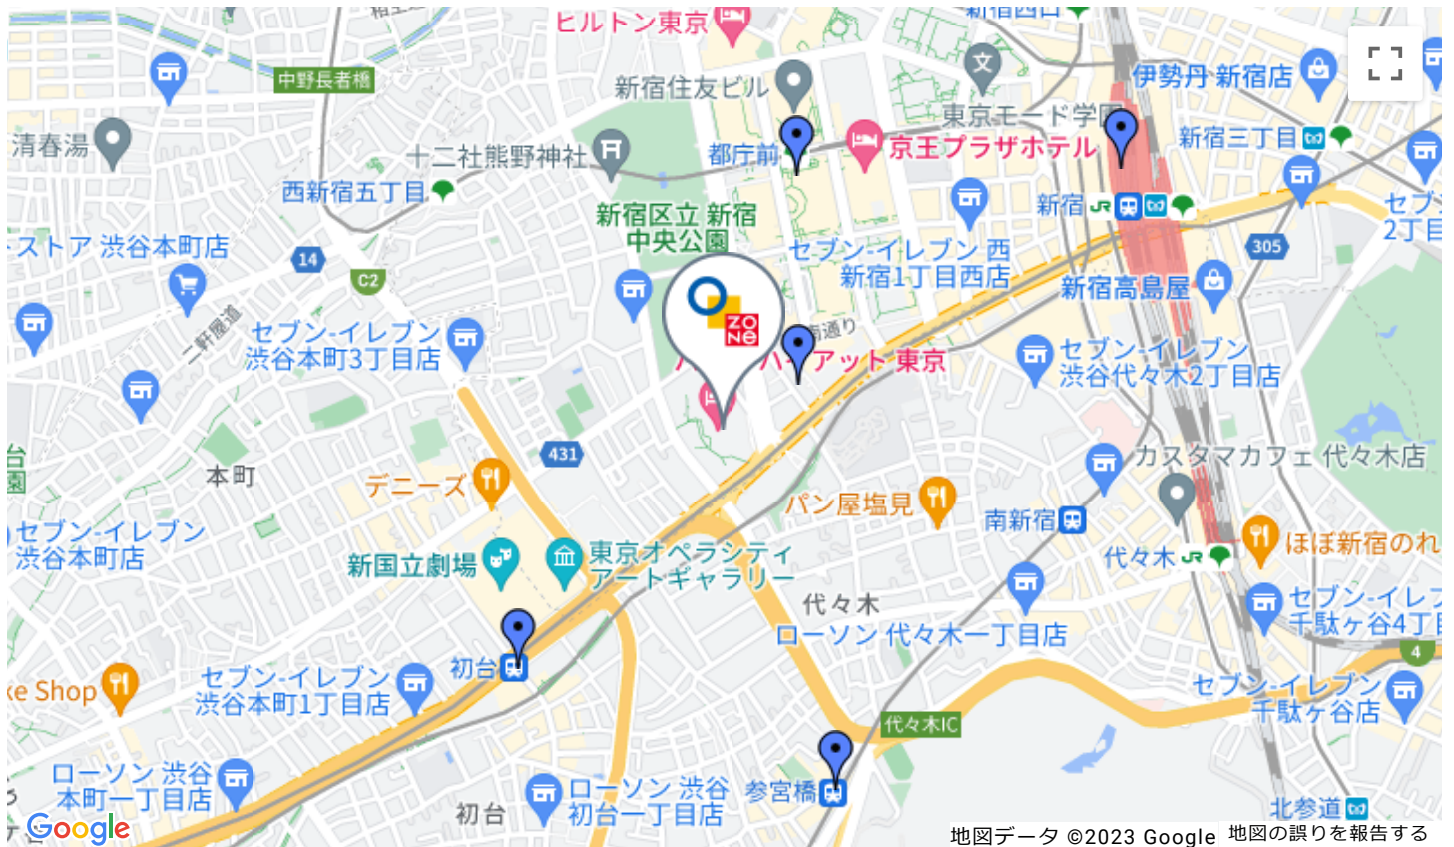 ヒルトン東京
新宿西口
中野長者橋
新宿住友ビル
伊勢丹 新宿店
東京モード学園
清春湯
十二社熊野神社
都庁前
京王プラザホテル
新宿三丁目
西新宿五丁目
新宿
新宿区立 新宿
中央公園
セブン-イレブン 西
新宿1丁目西店
ストア 渋谷本町店
14
C2
305
新宿高島屋
二軒屋道
セブン-イレブン
渋谷本町3丁目店
ZO
NE
南通り
ハイアット 東京
セブン-イレブン
渋谷代々木2丁目店
431
本町
デニーズ
カスタマカフェ 代々木店
パン屋塩見
南新宿
セブン-イレブン
渋谷本町店
新国立劇場
東京オペラシティ
アートギャラリー
代々木
ほぼ新宿のれ
代々木
ローソン 代々木一丁目店
セブン-イレブ
千駄ヶ谷4丁目
4
初台
セブン-イレブン
渋谷本町1丁目店
ke Shop
セブン-イレブン
千駄ヶ谷店
代々木IC
ローソン 渋谷
本町一丁目店
初台
ローソン 渋谷
初台一丁目店
参宮橋
北参道
Google
地図データ ©2023 Google
地図の誤りを報告する